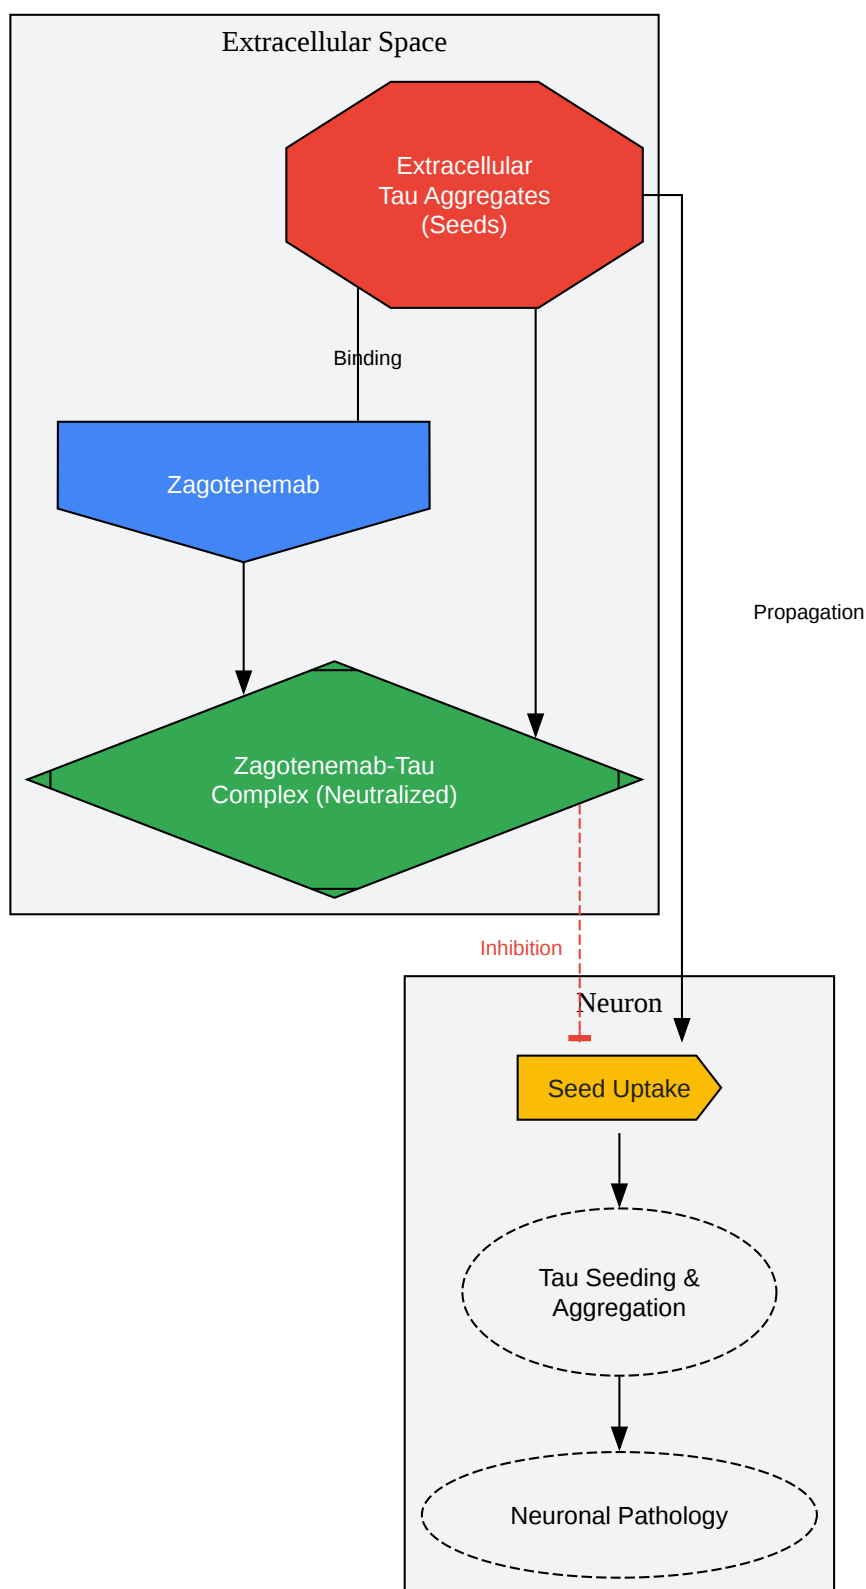 Extracellular Space
Extracellular
Tau Aggregates
(Seeds)
Binding
Zagotenemab
Propagation
Zagotenemab-Tau
Complex (Neutralized)
Inhibition
Neuron
Seed Uptake
Tau Seeding &
Aggregation
Neuronal Pathology